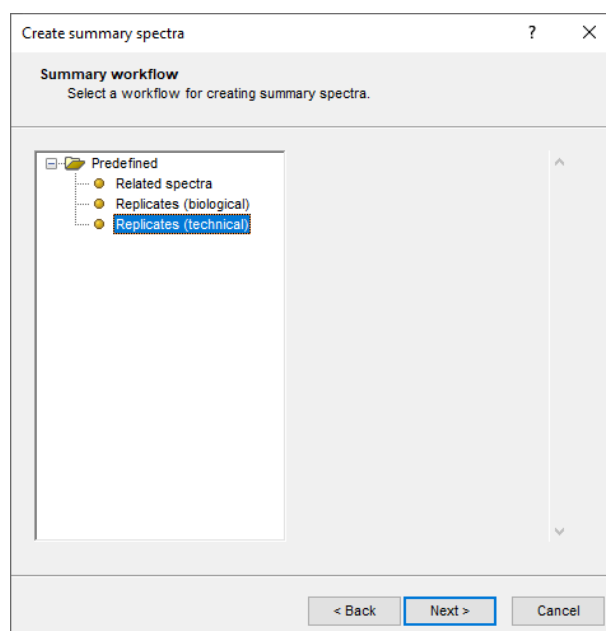 Create summary spectra ?
Summary workflow
Select a workflow for creating summary spectra.
Predefined
Related spectra
Replicates (biological)
Replicates (technical)
< Back Next > Cancel